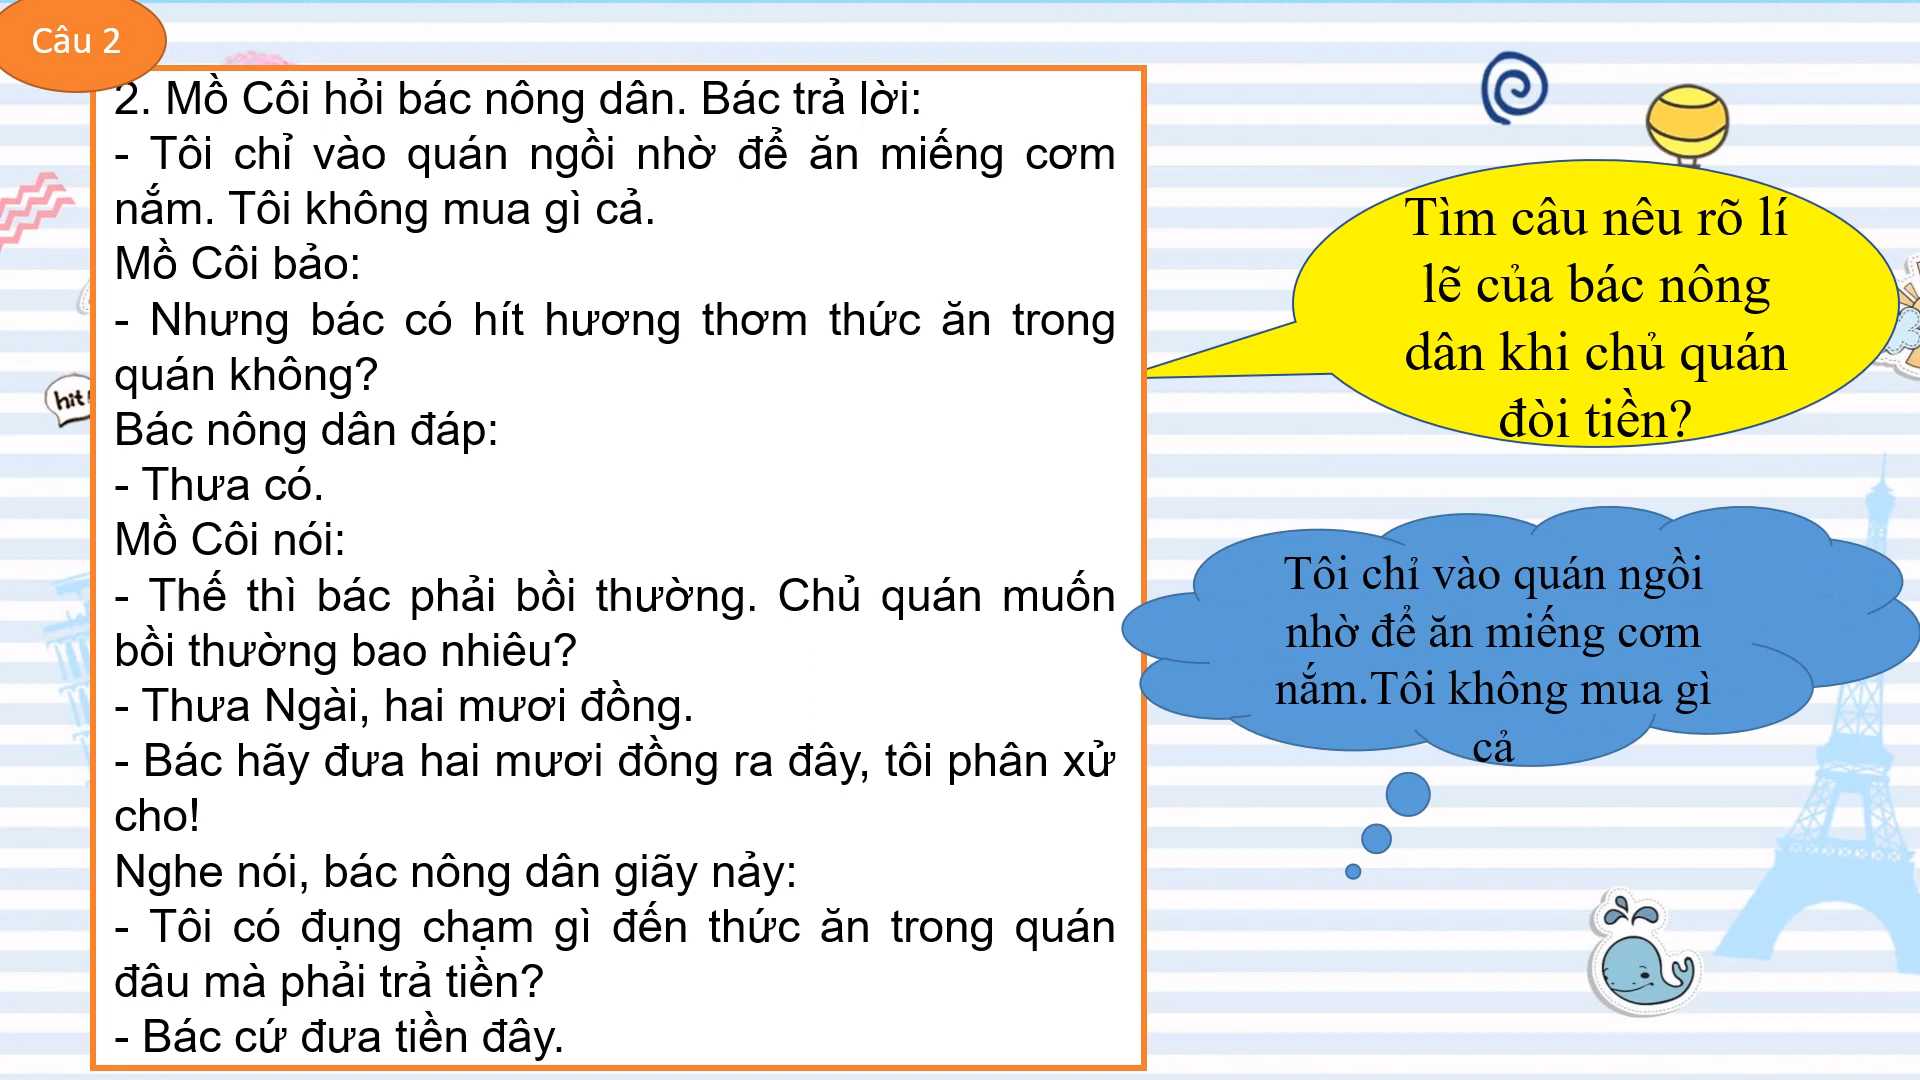 Câu 2
2. Mồ Côi hỏi bác nông dân. Bác trả lời:
- Tôi chỉ vào quán ngồi nhờ để ăn miếng cơm
nắm. Tôi không mua gì cả.
Mồ Côi bảo:
- Nhưng bác có hít hương thơm thức ăn trong
quán không?
Bác nông dân đáp:
- Thưa có.
Mồ Côi nói:
- Thế thì bác phải bồi thường. Chủ quán muốn
bồi thường bao nhiêu?
- Thưa Ngài, hai mươi đồng.
- Bác hãy đưa hai mươi đồng ra đây, tôi phân xử
cho!
Nghe nói, bác nông dân giãy nảy:
- Tôi có đụng chạm gì đến thức ăn trong quán
đâu mà phải trả tiền?
- Bác cứ đưa tiền đây.
Tìm câu nêu rõ lí
lẽ của bác nông
dân khi chủ quán
đòi tiền?
Tôi chỉ vào quán ngồi
nhờ để ăn miếng cơm
nắm.Tôi không mua gì
cả